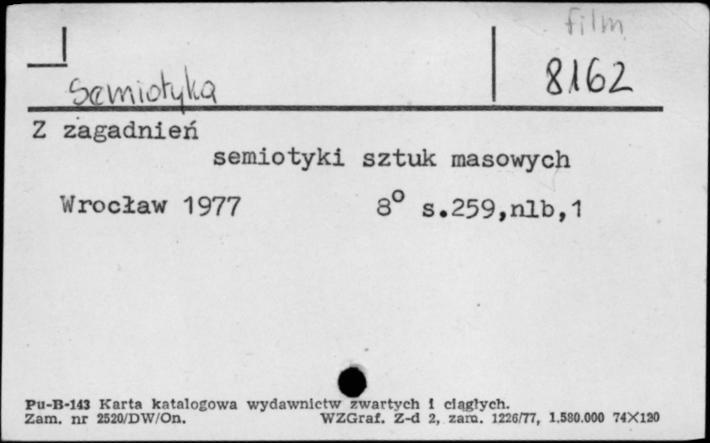 film
8162
Semiotyka
Z zagadnień
semiotyki sztuk masowych
Wrocław 1977 8° s.259,nlb,1
Pu-B-143 Karta katalogowa wydawnictw zwartych i ciągłych.
Zam. nr 2520/DW/On. WZGraf. Z-d 2, zam. 1226/77, 1.580.000 74X120